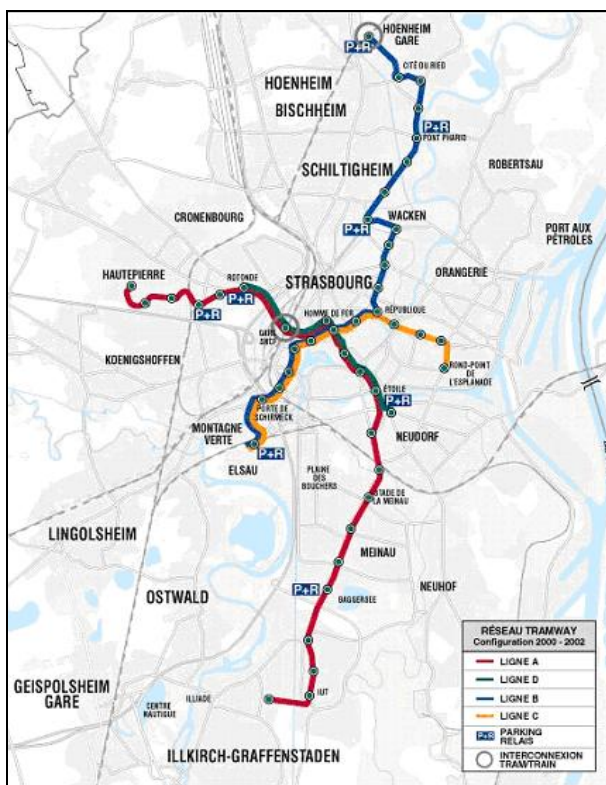 HOENHEIM
GARE
P+R
CITÉ DU RIED
HOENHEIM
BISCHHEIM
P+R
PONT PHARIO
SCHILTIGHEIM
ROBERTSAU
CRONENBOURG
P+R
WACKEN
PORT AUX
PÉTROLES
HAUTEPIERRE
ROTONDE
P+R
P+R
STRASBOURG
ORANGERIE
HOMME DE FER
RÉPUBLIQUE
GARE
KOENIGSHOFFEN
ROND-POINT
DE
L'ESPLANADE
ÉTOILE
P+R
PORTE DE
SCHIRMECK
MONTAGNE
VERTE
P+R
NEUDORF
ELSAU
PLAINE
DES
BOUCHERS
STADE DE
LA MEINAU
LINGOLSHEIM
MEINAU
OSTWALD
P+R
BAGGERSEE
NEUHOF
GEISPOLSHEIM
GARE
CENTRE
NAUTIQUE
ILLIADE
IUT
ILLKIRCH-GRAFFENSTADEN
RÉSEAU TRAMWAY
Configuration 2000 - 2002
LIGNE A
LIGNE D
LIGNE B
LIGNE C
P+R PARKING
RELAIS
INTERCONNEXION
TRAM/TRAIN